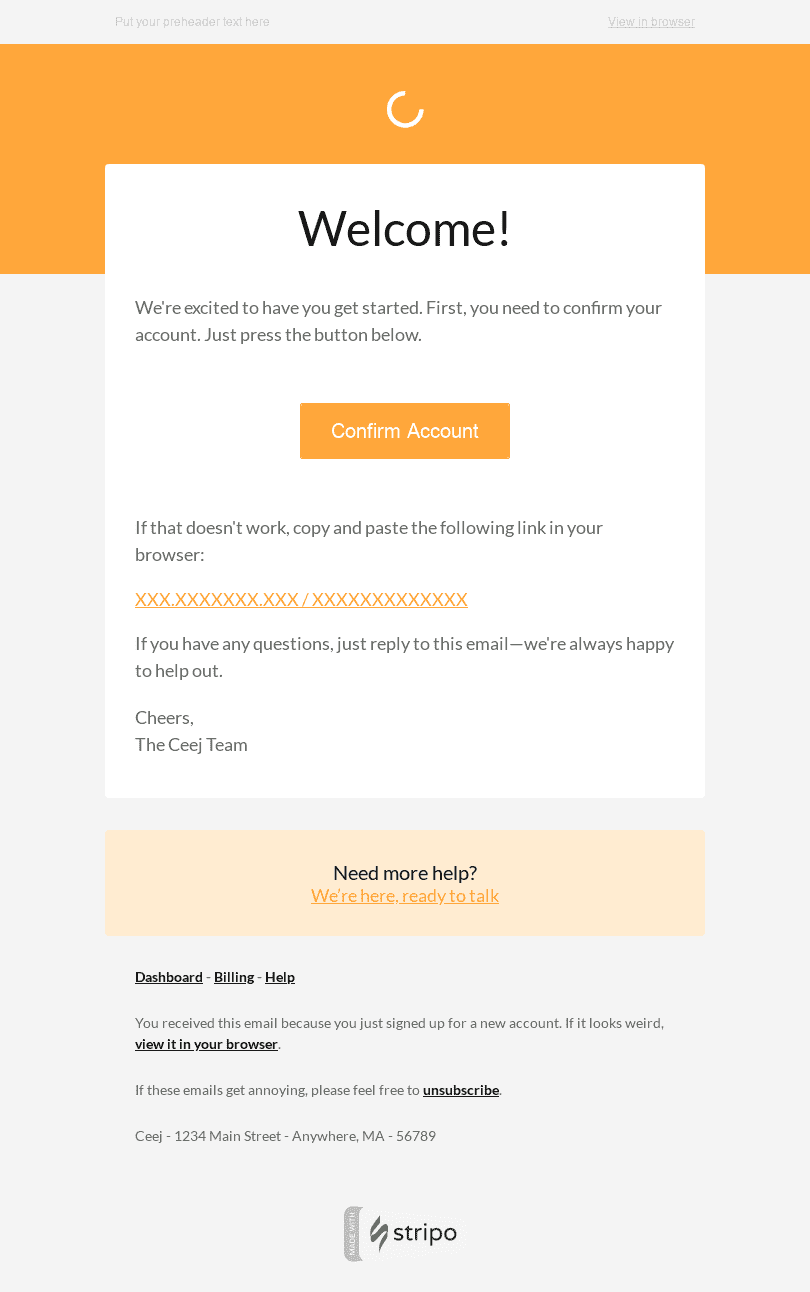 Put your preheader text here
View in browser
Welcome!
We're excited to have you get started. First, you need to confirm your
account. Just press the button below.
Confirm Account
If that doesn't work, copy and paste the following link in your
browser:
XXX.XXXXXXX.XXX / XXXXXXXXXXXXX
If you have any questions, just reply to this email—we're always happy
to help out.
Cheers,
The Ceej Team
Need more help?
We’re here, ready to talk
Dashboard - Billing - Help
You received this email because you just signed up for a new account. If it looks weird,
view it in your browser.
If these emails get annoying, please feel free to unsubscribe.
Ceej - 1234 Main Street - Anywhere, MA - 56789
MADE WITH
stripo